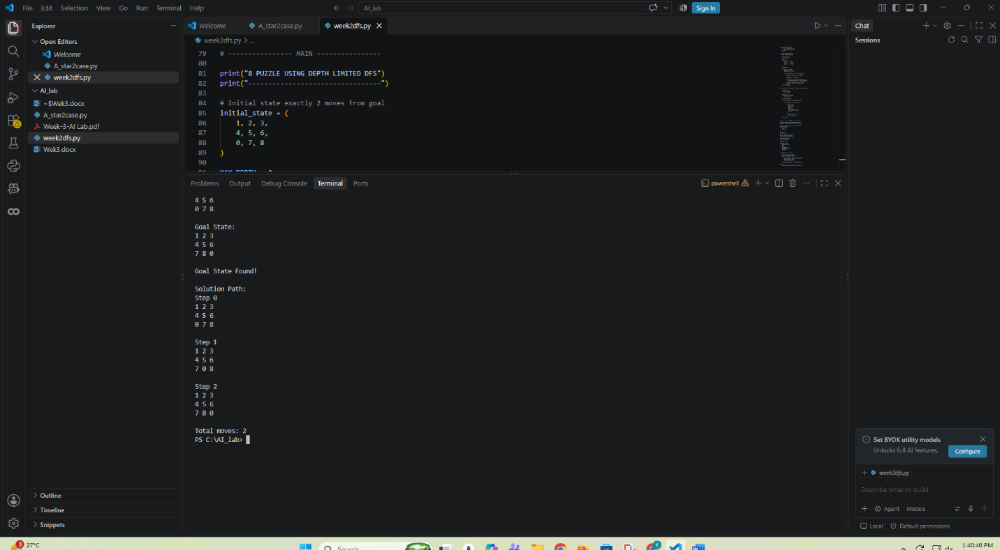 File Edit Selection View Go Run Terminal Help
AI_lab
Sign In
Explorer
Open Editors
Welcome
A_star2case.py
week2dfs.py
AI_lab
~$Wek3.docx
A_star2case.py
Week-3-AI Lab.pdf
week2dfs.py
Wek3.docx
Outline
Timeline
Snippets
Welcome A_star2case.py week2dfs.py
week2dfs.py > ...
79 # ---------------- MAIN ----------------
80
81 print("8 PUZZLE USING DEPTH LIMITED DFS")
82 print("---------------------------------")
83
84 # Initial state exactly 2 moves from goal
85 initial_state = (
86 1, 2, 3,
87 4, 5, 6,
88 0, 7, 8
89 )
90
Problems Output Debug Console Terminal Ports
powershell
4 5 6
0 7 8
Goal State:
1 2 3
4 5 6
7 8 0
Goal State Found!
Solution Path:
Step 0
1 2 3
4 5 6
0 7 8
Step 1
1 2 3
4 5 6
7 0 8
Step 2
1 2 3
4 5 6
7 8 0
Total moves: 2
PS C:\AI_lab>
Chat
Sessions
Set BYOK utility models
Unlocks full AI features.
Configure
week2dfs.py
Describe what to build
Agent Models
Local Default permissions
3
27°C
Search
K
1:40:40 PM